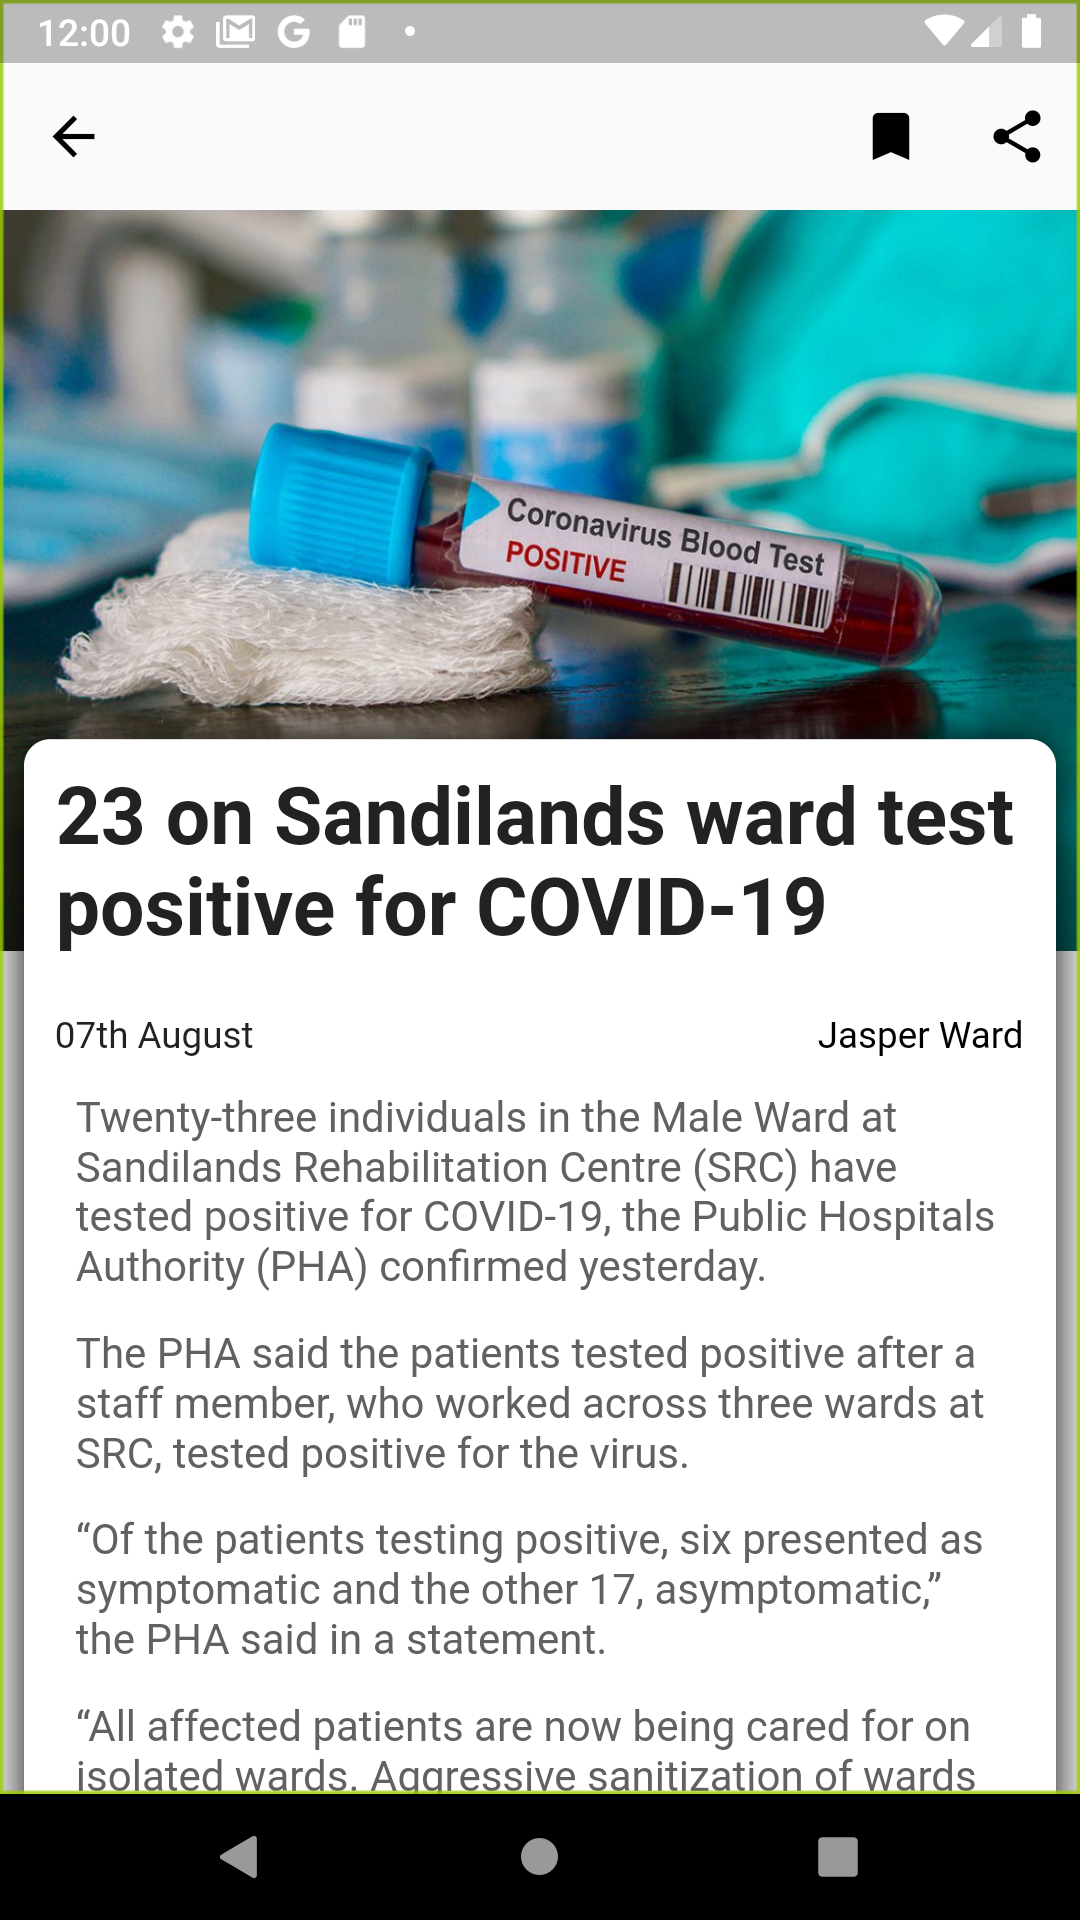 12:00
Coronavirus Blood Test
POSITIVE
23 on Sandilands ward test
positive for COVID-19
07th August
Jasper Ward
Twenty-three individuals in the Male Ward at
Sandilands Rehabilitation Centre (SRC) have
tested positive for COVID-19, the Public Hospitals
Authority (PHA) confirmed yesterday.
The PHA said the patients tested positive after a
staff member, who worked across three wards at
SRC, tested positive for the virus.
“Of the patients testing positive, six presented as
symptomatic and the other 17, asymptomatic,”
the PHA said in a statement.
“All affected patients are now being cared for on
isolated wards. Aggressive sanitization of wards